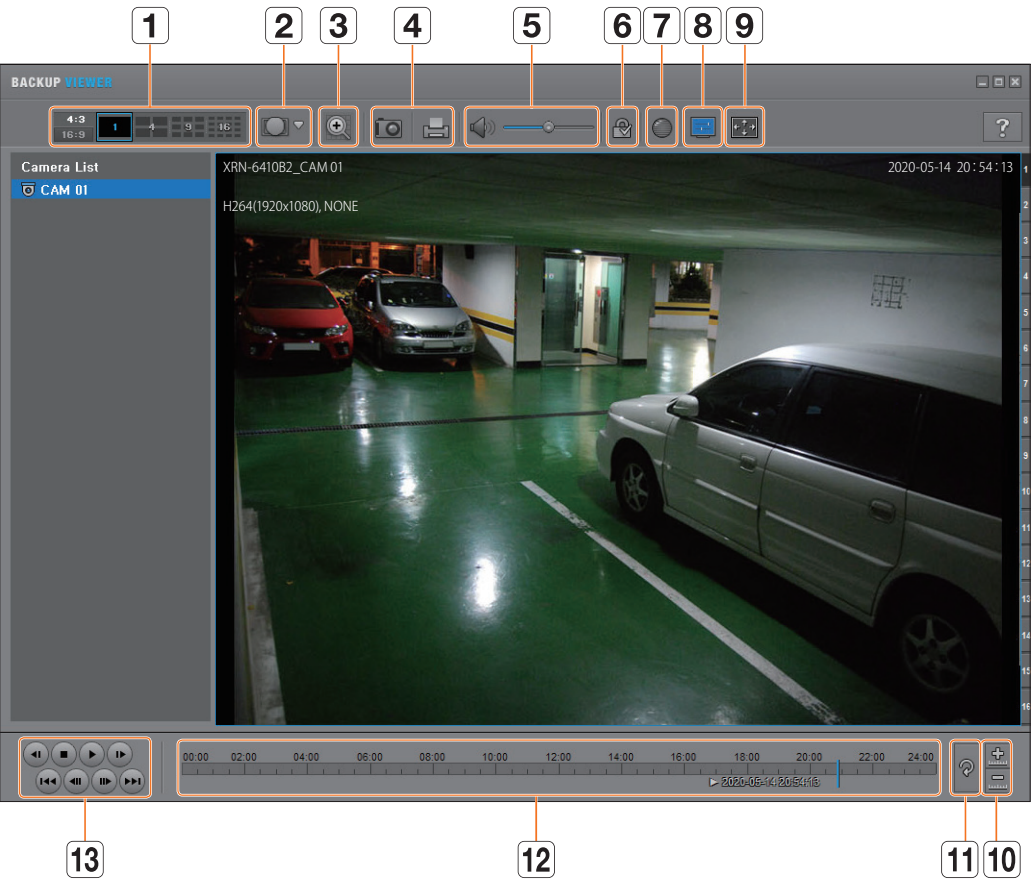 1 2 3 4 5 6 7 8 9
BACKUP VIEWER
4:3
16:9
1 4 9 16
?
Camera List
CAM 01
XRN-6410B2_CAM 01
2020-05-14 20:54:13
H264(1920x1080), NONE
1
2
3
4
5
6
7
8
9
10
11
12
13
14
15
16
00:00 02:00 04:00 06:00 08:00 10:00 12:00 14:00 16:00 18:00 20:00 22:00 24:00
2020-05-14 20:54:13
13 12 11 10